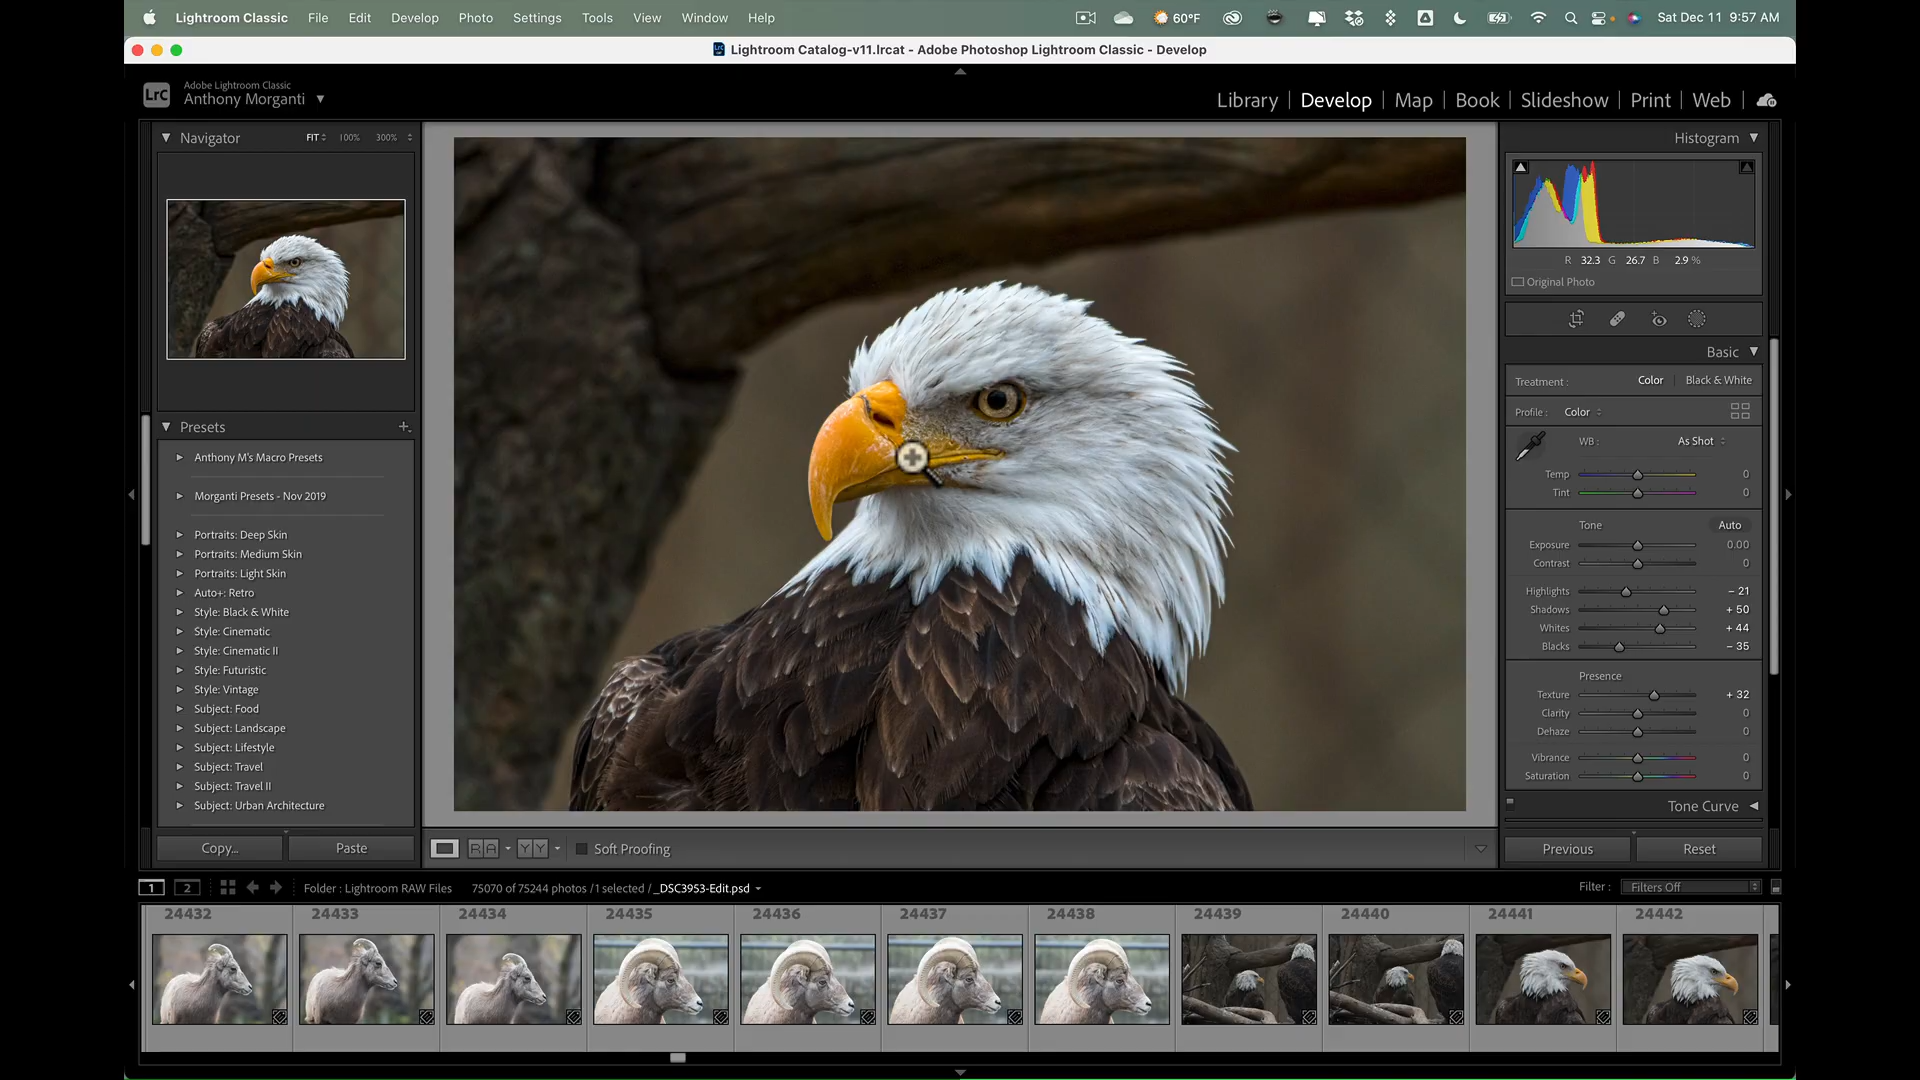 Lightroom Classic File Edit Develop Photo Settings Tools View Window Help 60°F Sat Dec 11 9:57 AM
Lightroom Catalog-v11.lrcat - Adobe Photoshop Lightroom Classic - Develop
LrC Adobe Lightroom Classic
Anthony Morganti
Library Develop Map Book Slideshow Print Web
Navigator FIT 100% 300%
Presets
Anthony M's Macro Presets
Morganti Presets - Nov 2019
Portraits: Deep Skin
Portraits: Medium Skin
Portraits: Light Skin
Auto+: Retro
Style: Black & White
Style: Cinematic
Style: Cinematic II
Style: Futuristic
Style: Vintage
Subject: Food
Subject: Landscape
Subject: Lifestyle
Subject: Travel
Subject: Travel II
Subject: Urban Architecture
Copy... Paste
R A Y Y Soft Proofing
Histogram
R 32.3 G 26.7 B 2.9 %
Original Photo
Basic
Treatment : Color Black & White
Profile : Color
WB : As Shot
Temp 0
Tint 0
Tone Auto
Exposure 0.00
Contrast 0
Highlights – 21
Shadows + 50
Whites + 44
Blacks – 35
Presence
Texture + 32
Clarity 0
Dehaze 0
Vibrance 0
Saturation 0
Tone Curve
Previous Reset
1 2 Folder : Lightroom RAW Files 75070 of 75244 photos /1 selected /_DSC3953-Edit.psd Filter : Filters Off
24432 24433 24434 24435 24436 24437 24438 24439 24440 24441 24442